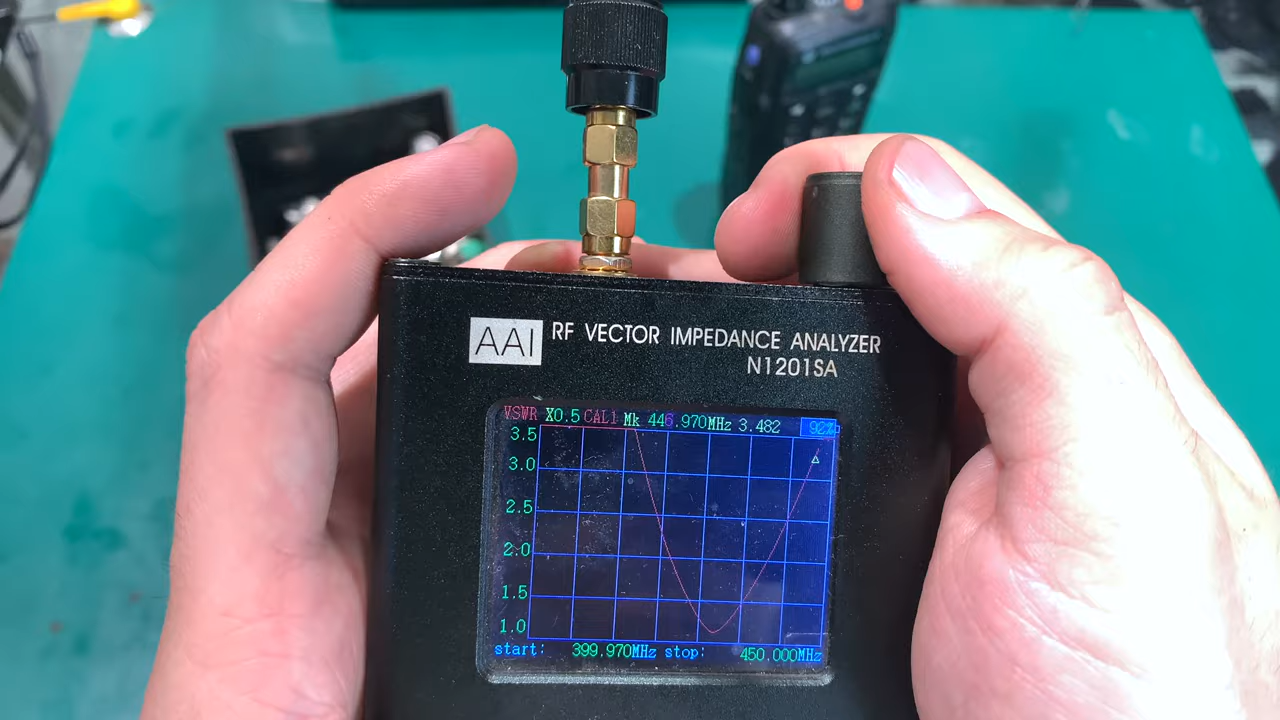 AAI RF VECTOR IMPEDANCE ANALYZER
N1201SA
VSWR X0.5 CAL1 Mk 446.970MHz 3.482 92%
3.5
3.0
2.5
2.0
1.5
1.0
start: 399.970MHz stop: 450.000MHz